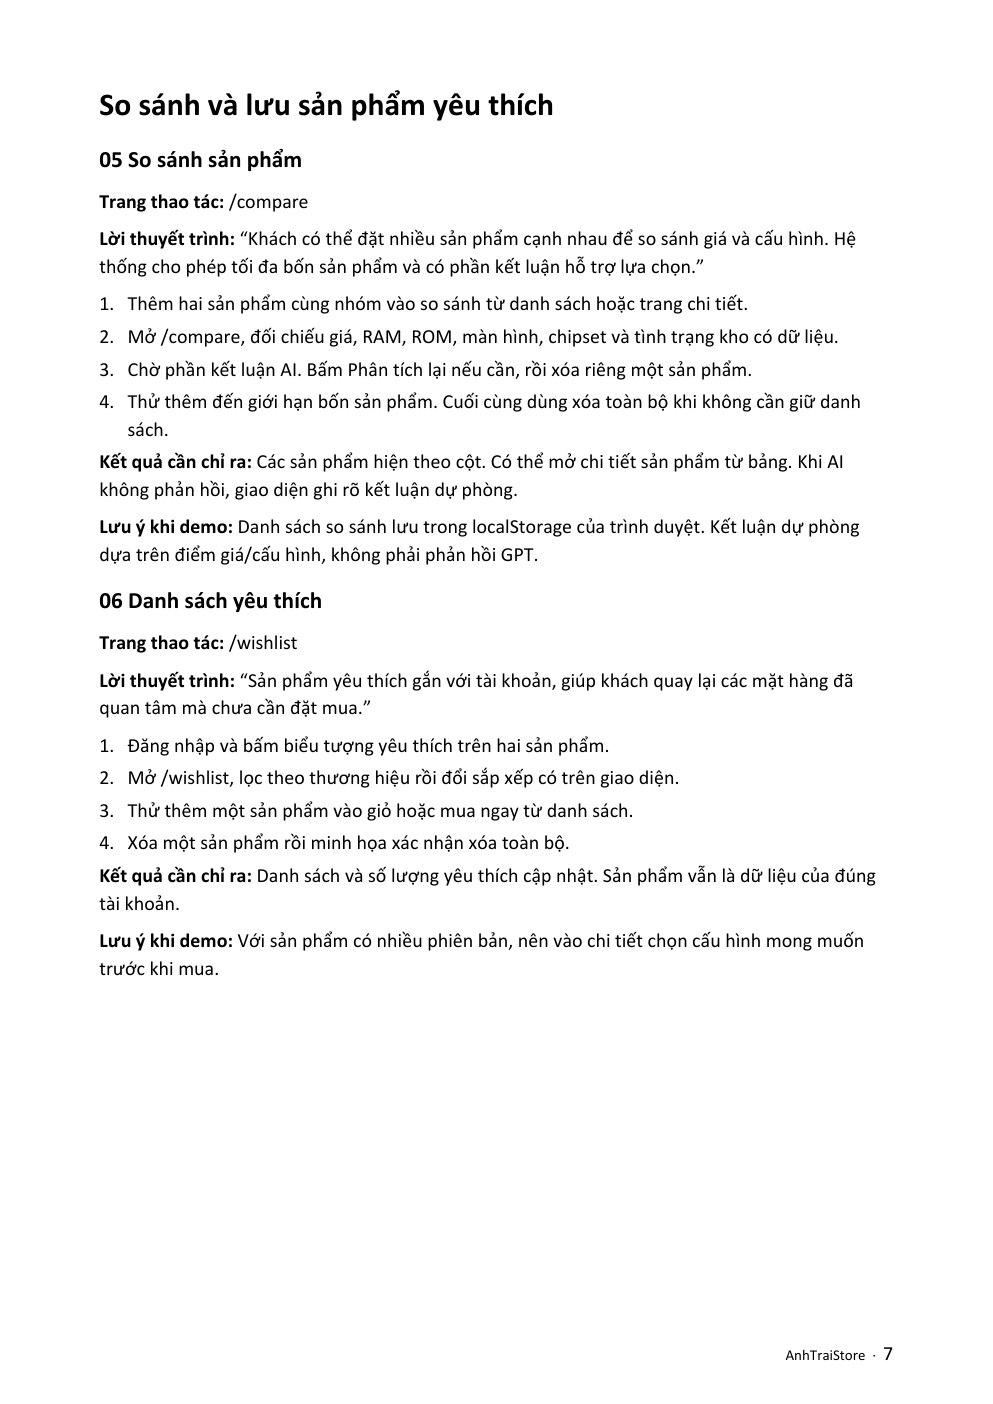 So sánh và lưu sản phẩm yêu thích
05 So sánh sản phẩm
Trang thao tác: /compare
Lời thuyết trình: “Khách có thể đặt nhiều sản phẩm cạnh nhau để so sánh giá và cấu hình. Hệ
thống cho phép tối đa bốn sản phẩm và có phần kết luận hỗ trợ lựa chọn.”
1. Thêm hai sản phẩm cùng nhóm vào so sánh từ danh sách hoặc trang chi tiết.
2. Mở /compare, đối chiếu giá, RAM, ROM, màn hình, chipset và tình trạng kho có dữ liệu.
3. Chờ phần kết luận AI. Bấm Phân tích lại nếu cần, rồi xóa riêng một sản phẩm.
4. Thử thêm đến giới hạn bốn sản phẩm. Cuối cùng dùng xóa toàn bộ khi không cần giữ danh
sách.
Kết quả cần chỉ ra: Các sản phẩm hiện theo cột. Có thể mở chi tiết sản phẩm từ bảng. Khi AI
không phản hồi, giao diện ghi rõ kết luận dự phòng.
Lưu ý khi demo: Danh sách so sánh lưu trong localStorage của trình duyệt. Kết luận dự phòng
dựa trên điểm giá/cấu hình, không phải phản hồi GPT.
06 Danh sách yêu thích
Trang thao tác: /wishlist
Lời thuyết trình: “Sản phẩm yêu thích gắn với tài khoản, giúp khách quay lại các mặt hàng đã
quan tâm mà chưa cần đặt mua.”
1. Đăng nhập và bấm biểu tượng yêu thích trên hai sản phẩm.
2. Mở /wishlist, lọc theo thương hiệu rồi đổi sắp xếp có trên giao diện.
3. Thử thêm một sản phẩm vào giỏ hoặc mua ngay từ danh sách.
4. Xóa một sản phẩm rồi minh họa xác nhận xóa toàn bộ.
Kết quả cần chỉ ra: Danh sách và số lượng yêu thích cập nhật. Sản phẩm vẫn là dữ liệu của đúng
tài khoản.
Lưu ý khi demo: Với sản phẩm có nhiều phiên bản, nên vào chi tiết chọn cấu hình mong muốn
trước khi mua.
AnhTraiStore · 7